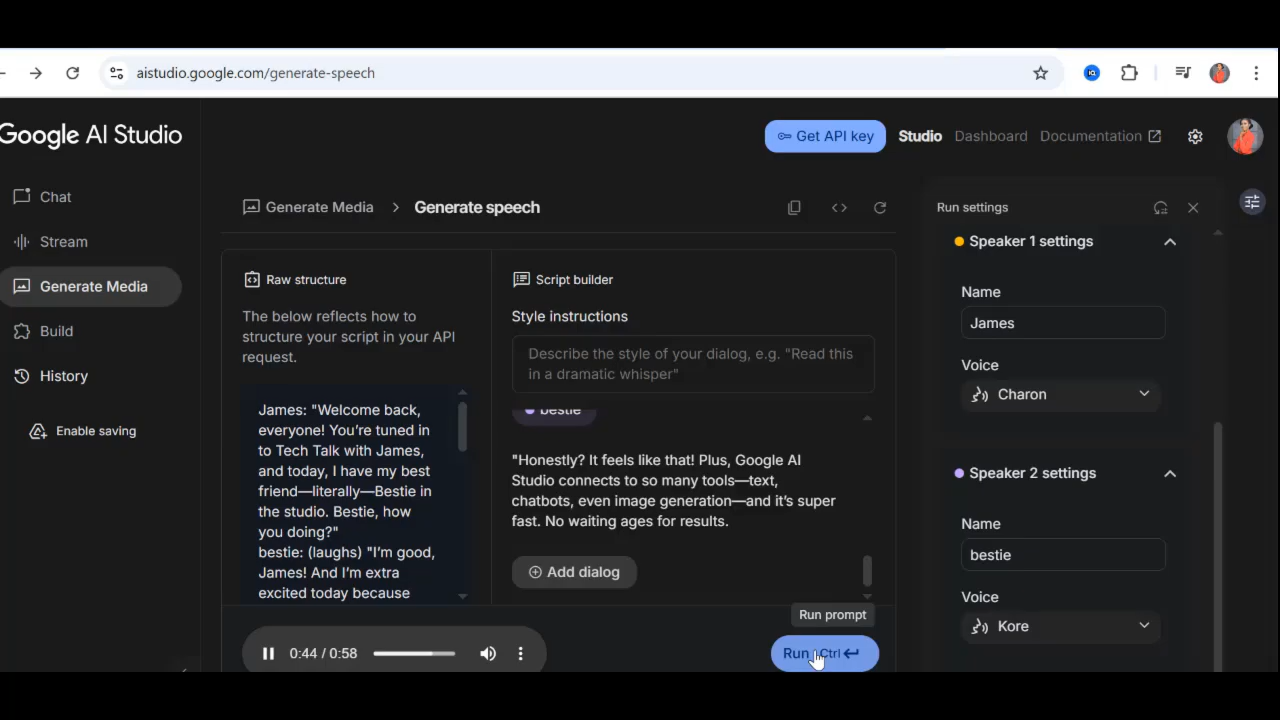 aistudio.google.com/generate-speech
Google AI Studio
Get API key
Studio
Dashboard
Documentation
Chat
Stream
Generate Media
Build
History
Enable saving
Generate Media > Generate speech
Raw structure
The below reflects how to
structure your script in your API
request.
James: "Welcome back,
everyone! You're tuned in
to Tech Talk with James,
and today, I have my best
friend—literally—Bestie in
the studio. Bestie, how
you doing?"
bestie: (laughs) "I'm good,
James! And I'm extra
excited today because
Script builder
Style instructions
Describe the style of your dialog, e.g. "Read this
in a dramatic whisper"
bestie
"Honestly? It feels like that! Plus, Google AI
Studio connects to so many tools—text,
chatbots, even image generation—and it's super
fast. No waiting ages for results.
Add dialog
Run prompt
0:44 / 0:58
Run Ctrl
Run settings
Speaker 1 settings
Name
James
Voice
Charon
Speaker 2 settings
Name
bestie
Voice
Kore